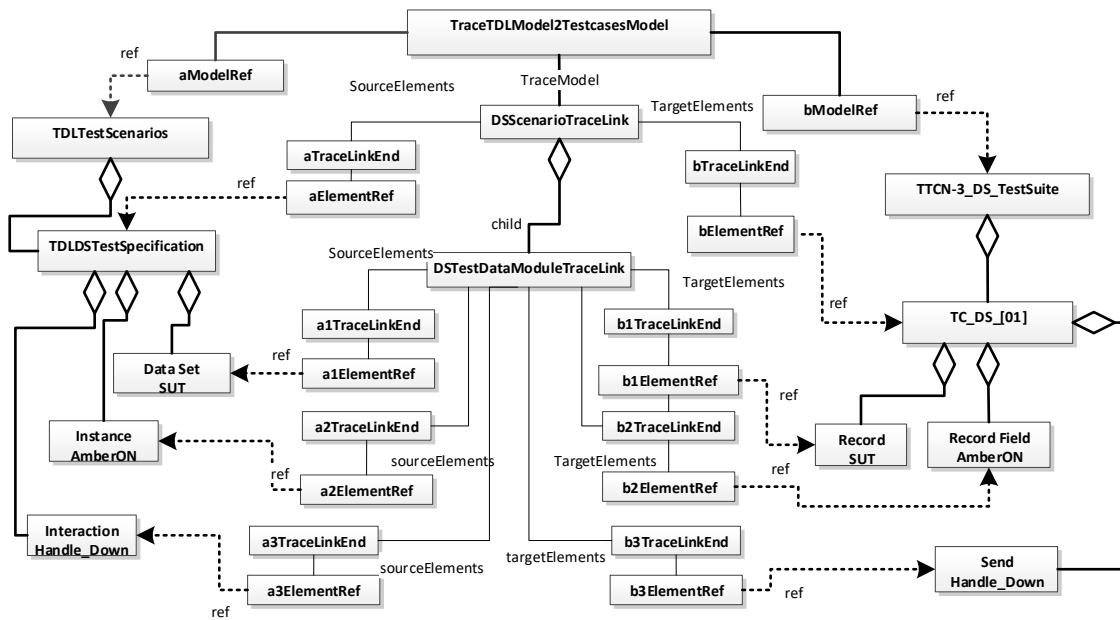 TraceTDLModel2TestcasesModel
ref
aModelRef
SourceElements
TraceModel
TargetElements
bModelRef
ref
TDLTestScenarios
DSScenarioTraceLink
aTraceLinkEnd
bTraceLinkEnd
aElementRef
ref
TTCN-3_DS_TestSuite
child
bElementRef
TDLDSTestSpecification
SourceElements
DSTestDataModuleTraceLink
TargetElements
ref
a1TraceLinkEnd
b1TraceLinkEnd
TC_DS_[01]
ref
Data Set
SUT
a1ElementRef
b1ElementRef
ref
a2TraceLinkEnd
b2TraceLinkEnd
Instance
AmberON
Record
SUT
Record Field
AmberON
sourceElements
TargetElements
ref
ref
a2ElementRef
b2ElementRef
Interaction
Handle_Down
a3TraceLinkEnd
b3TraceLinkEnd
targetElements
sourceElements
Send
Handle_Down
a3ElementRef
b3ElementRef
ref
ref